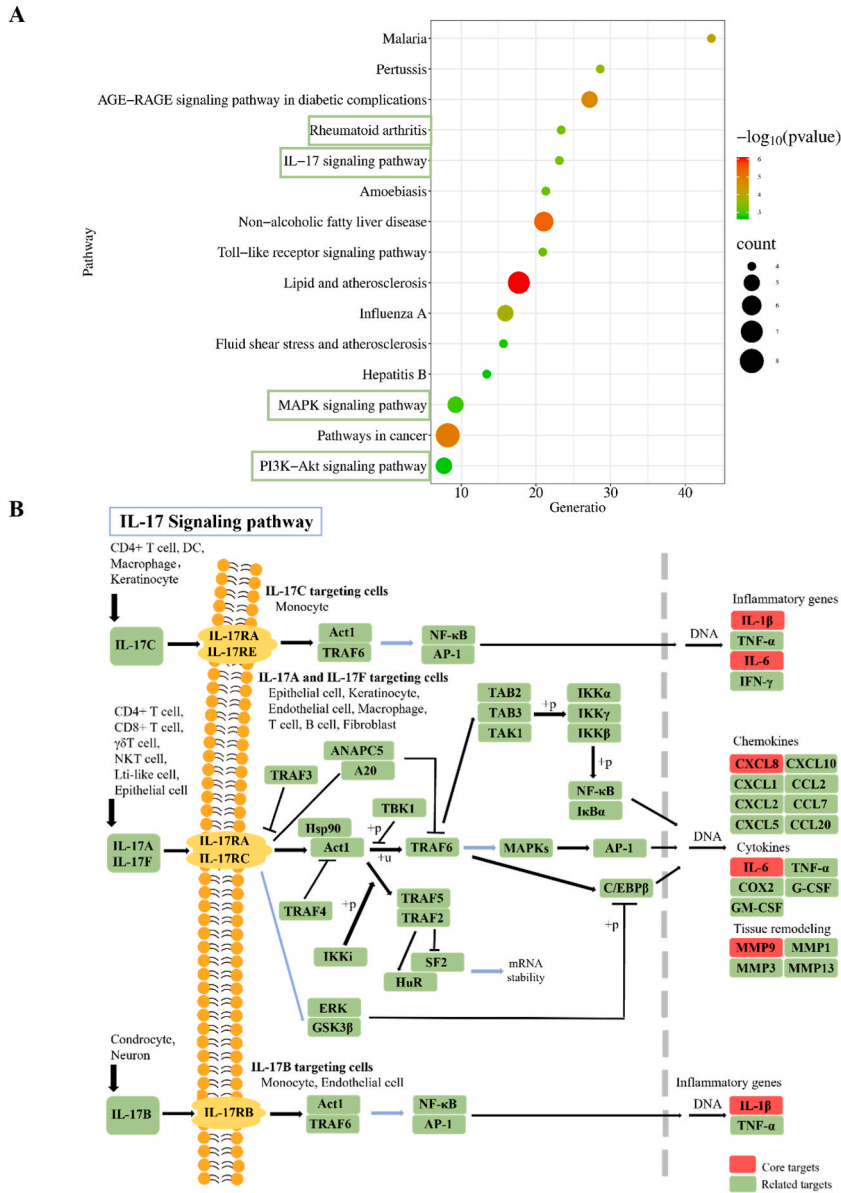 A
Malaria
Pertussis
AGE−RAGE signaling pathway in diabetic complications
Rheumatoid arthritis
IL−17 signaling pathway
Amoebiasis
Non−alcoholic fatty liver disease
Toll−like receptor signaling pathway
Lipid and atherosclerosis
Influenza A
Fluid shear stress and atherosclerosis
Hepatitis B
MAPK signaling pathway
Pathways in cancer
PI3K−Akt signaling pathway
Pathway
10 20 30 40
Generatio
−log10(pvalue)
6
5
4
3
count
4
5
6
7
8
B
IL-17 Signaling pathway
CD4+ T cell, DC,
Macrophage,
Keratinocyte
IL-17C
IL-17RA
IL-17RE
IL-17C targeting cells
Monocyte
Act1
TRAF6
NF-κB
AP-1
DNA
Inflammatory genes
IL-1β
TNF-α
IL-6
IFN-γ
CD4+ T cell,
CD8+ T cell,
γδT cell,
NKT cell,
Lti-like cell,
Epithelial cell
IL-17A
IL-17F
IL-17RA
IL-17RC
IL-17A and IL-17F targeting cells
Epithelial cell, Keratinocyte,
Endothelial cell, Macrophage,
T cell, B cell, Fibroblast
TRAF3
ANAPC5
A20
TBK1
Hsp90
Act1
+p
+u
TRAF6
TRAF4
+p
IKKi
TRAF5
TRAF2
SF2
HuR
mRNA
stability
ERK
GSK3β
TAB2
TAB3
TAK1
+p
IKKα
IKKγ
IKKβ
+p
NF-κB
IκBα
MAPKs
AP-1
C/EBPβ
+p
DNA
Chemokines
CXCL8 CXCL10
CXCL1 CCL2
CXCL2 CCL7
CXCL5 CCL20
Cytokines
IL-6 TNF-α
COX2 G-CSF
GM-CSF
Tissue remodeling
MMP9 MMP1
MMP3 MMP13
Condrocyte,
Neuron
IL-17B
IL-17RB
IL-17B targeting cells
Monocyte, Endothelial cell
Act1
TRAF6
NF-κB
AP-1
DNA
Inflammatory genes
IL-1β
TNF-α
Core targets
Related targets